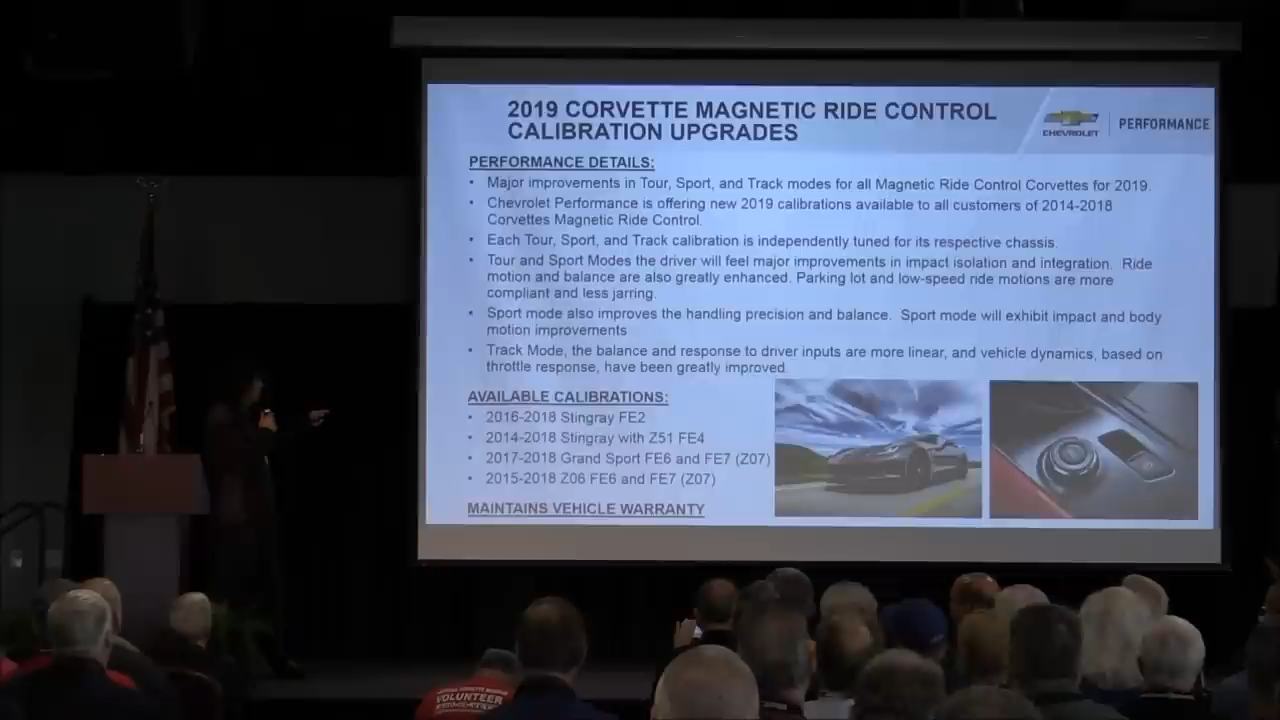 2019 CORVETTE MAGNETIC RIDE CONTROL
CALIBRATION UPGRADES
CHEVROLET
PERFORMANCE
PERFORMANCE DETAILS:
• Major improvements in Tour, Sport, and Track modes for all Magnetic Ride Control Corvettes for 2019.
• Chevrolet Performance is offering new 2019 calibrations available to all customers of 2014-2018
Corvettes Magnetic Ride Control.
• Each Tour, Sport, and Track calibration is independently tuned for its respective chassis.
• Tour and Sport Modes the driver will feel major improvements in impact isolation and integration. Ride
motion and balance are also greatly enhanced. Parking lot and low-speed ride motions are more
compliant and less jarring.
• Sport mode also improves the handling precision and balance. Sport mode will exhibit impact and body
motion improvements
• Track Mode, the balance and response to driver inputs are more linear, and vehicle dynamics, based on
throttle response, have been greatly improved.
AVAILABLE CALIBRATIONS:
• 2016-2018 Stingray FE2
• 2014-2018 Stingray with Z51 FE4
• 2017-2018 Grand Sport FE6 and FE7 (Z07)
• 2015-2018 Z06 FE6 and FE7 (Z07)
MAINTAINS VEHICLE WARRANTY
VOLUNTEER